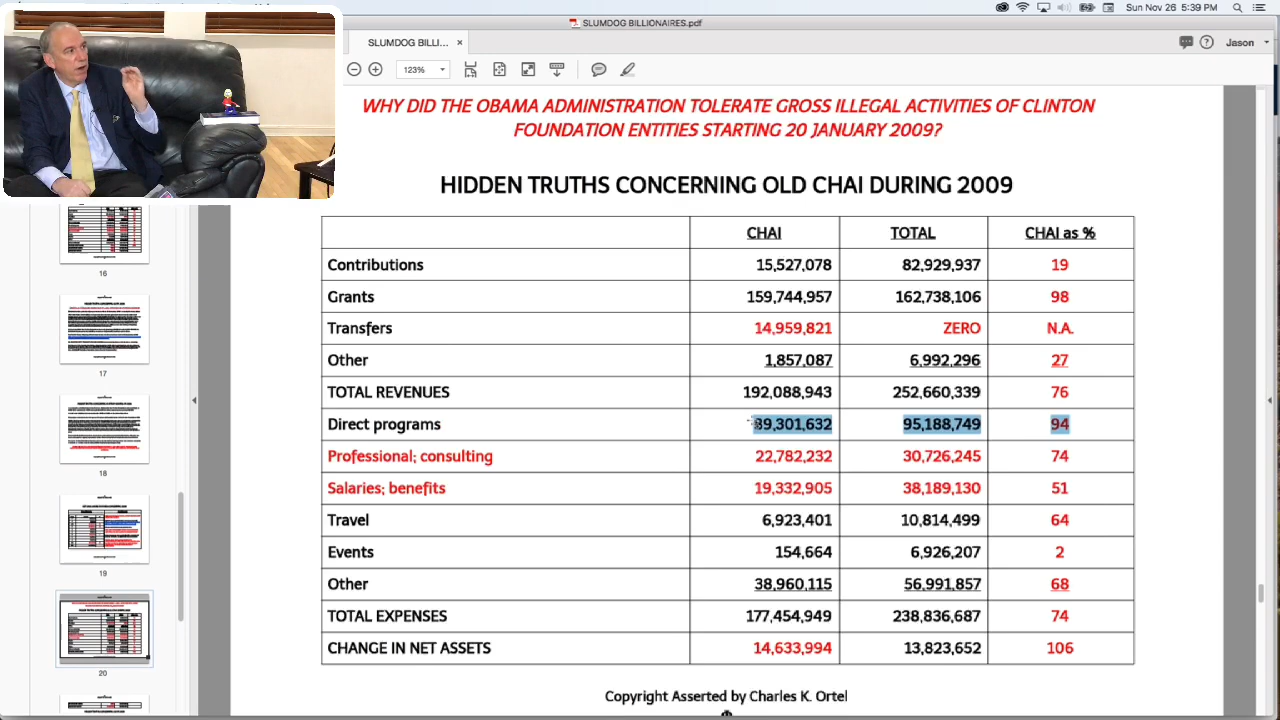 Sun Nov 26 5:39 PM
SLUMDOG BILLIONAIRES.pdf
SLUMDOG BILLI... ×
Jason
123%
WHY DID THE OBAMA ADMINISTRATION TOLERATE GROSS ILLEGAL ACTIVITIES OF CLINTON
FOUNDATION ENTITIES STARTING 20 JANUARY 2009?
HIDDEN TRUTHS CONCERNING OLD CHAI DURING 2009
CHAI TOTAL CHAI as %
Contributions 15,527,078 82,929,937 19
Grants 159,744,957 162,738,106 98
Transfers 14,959,821 ZERO N.A.
Other 1,857,087 6,992,296 27
TOTAL REVENUES 192,088,943 252,660,339 76
Direct programs 89,301,632 95,188,749 94
Professional; consulting 22,782,232 30,726,245 74
Salaries; benefits 19,332,905 38,189,130 51
Travel 6,923,401 10,814,499 64
Events 154,664 6,926,207 2
Other 38,960,115 56,991,857 68
TOTAL EXPENSES 177,454,949 238,836,687 74
CHANGE IN NET ASSETS 14,633,994 13,823,652 106
Copyright Asserted by Charles K. Ortel
16
17
18
19
20